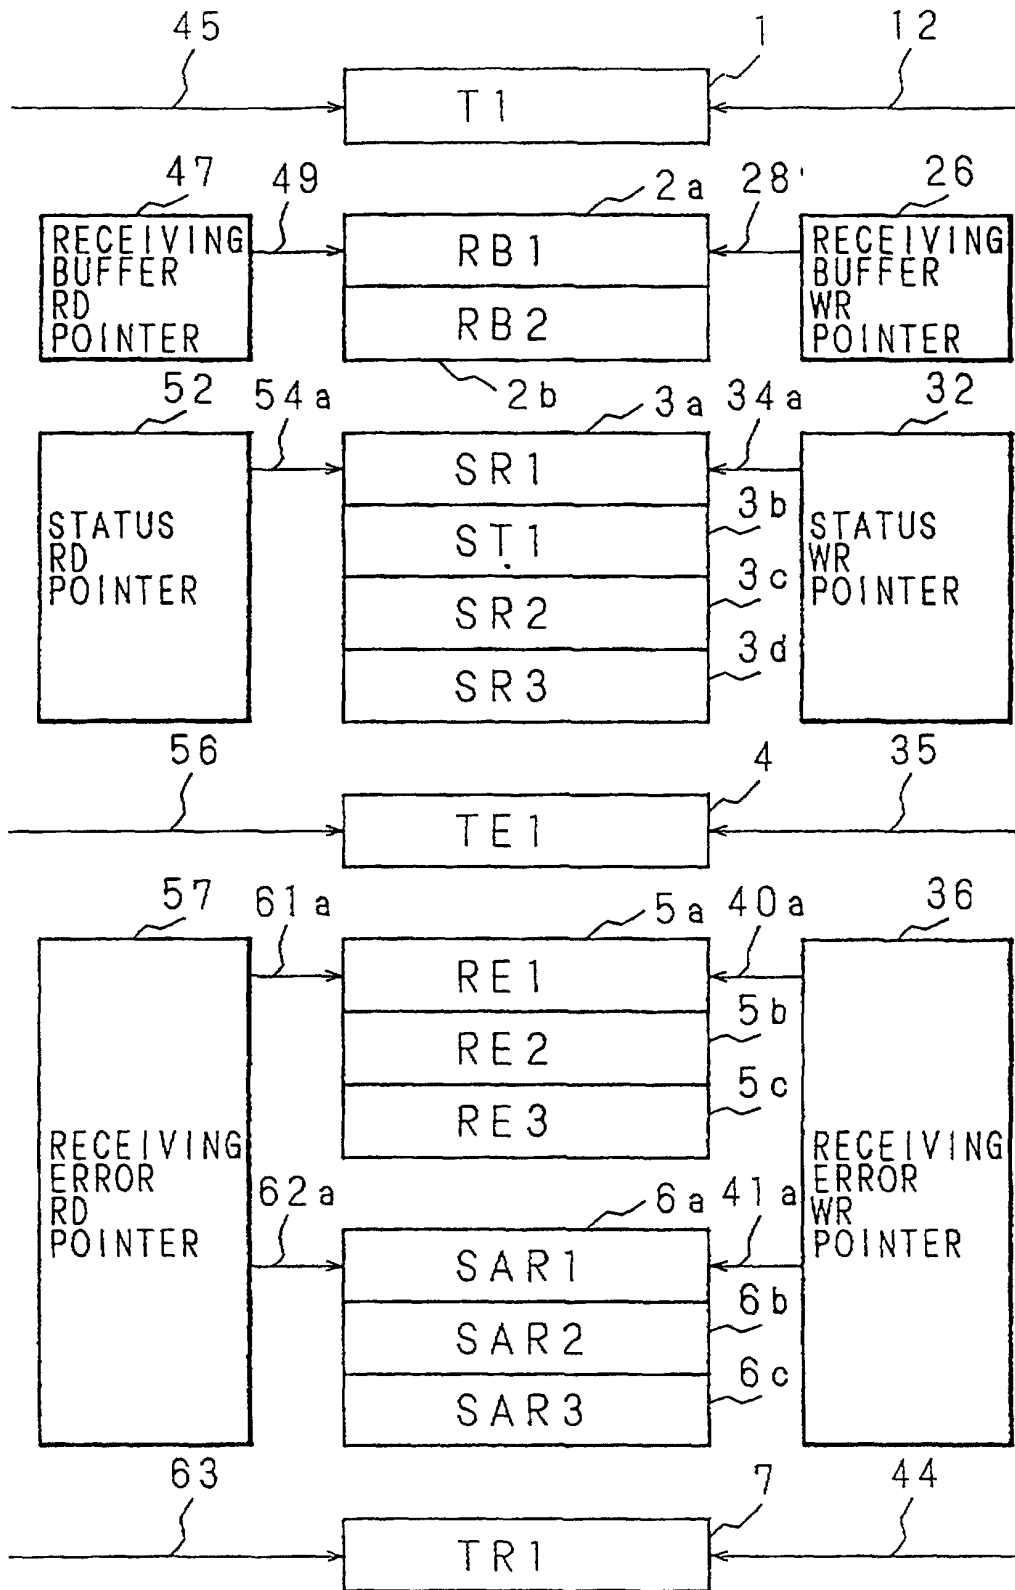 45 1 12
T1
47 49 2a 28' 26
RECEIVING
BUFFER
RD
POINTER
RB1
RB2
RECEIVING
BUFFER
WR
POINTER
52 54a 2b 3a 34a 32
STATUS
RD
POINTER
SR1
3b
ST1
3c
SR2
3d
SR3
STATUS
WR
POINTER
56 4 35
TE1
57 61a 5a 40a 36
RE1
5b
RE2
5c
RE3
RECEIVING
ERROR
RD
POINTER
RECEIVING
ERROR
WR
POINTER
62a 6a 41a
SAR1
6b
SAR2
6c
SAR3
63 7 44
TR1